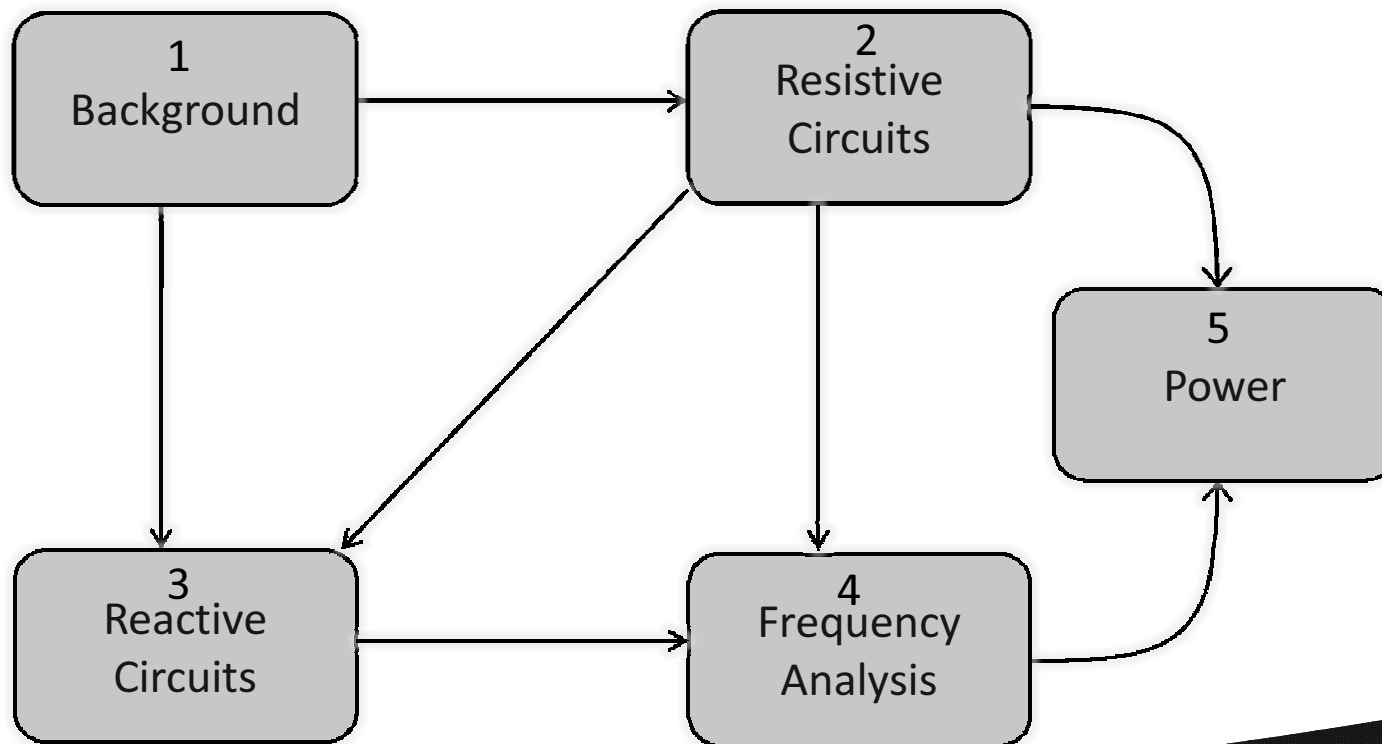 1
Background
2
Resistive
Circuits
5
Power
3
Reactive
Circuits
4
Frequency
Analysis